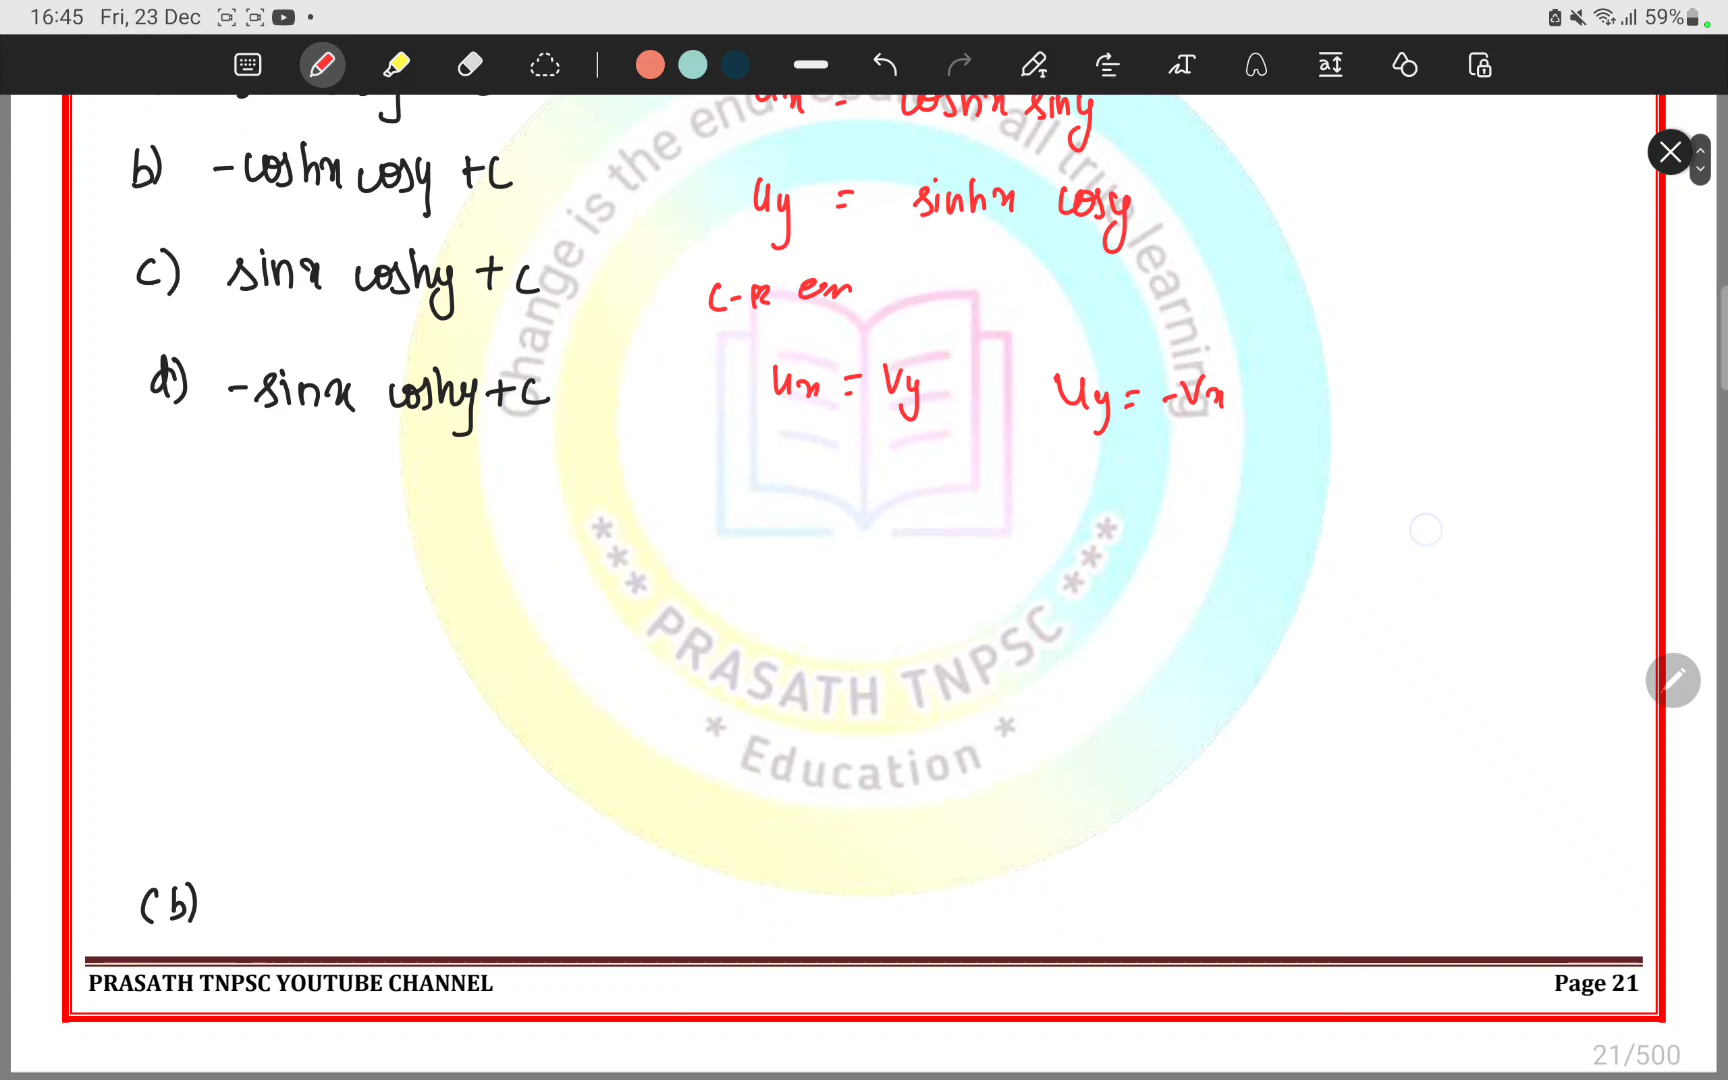 16:45 Fri, 23 Dec 59%
ux = coshx siny
b) -coshx cosy +c
uy = sinhx cosy
c) sinx coshy + c
C-R
d) -sinx coshy + c
ux = Vy uy = -Vx
Change is the end result of all true learning
*** PRASATH TNPSC ***
* Education *
(b)
PRASATH TNPSC YOUTUBE CHANNEL Page 21
21/500